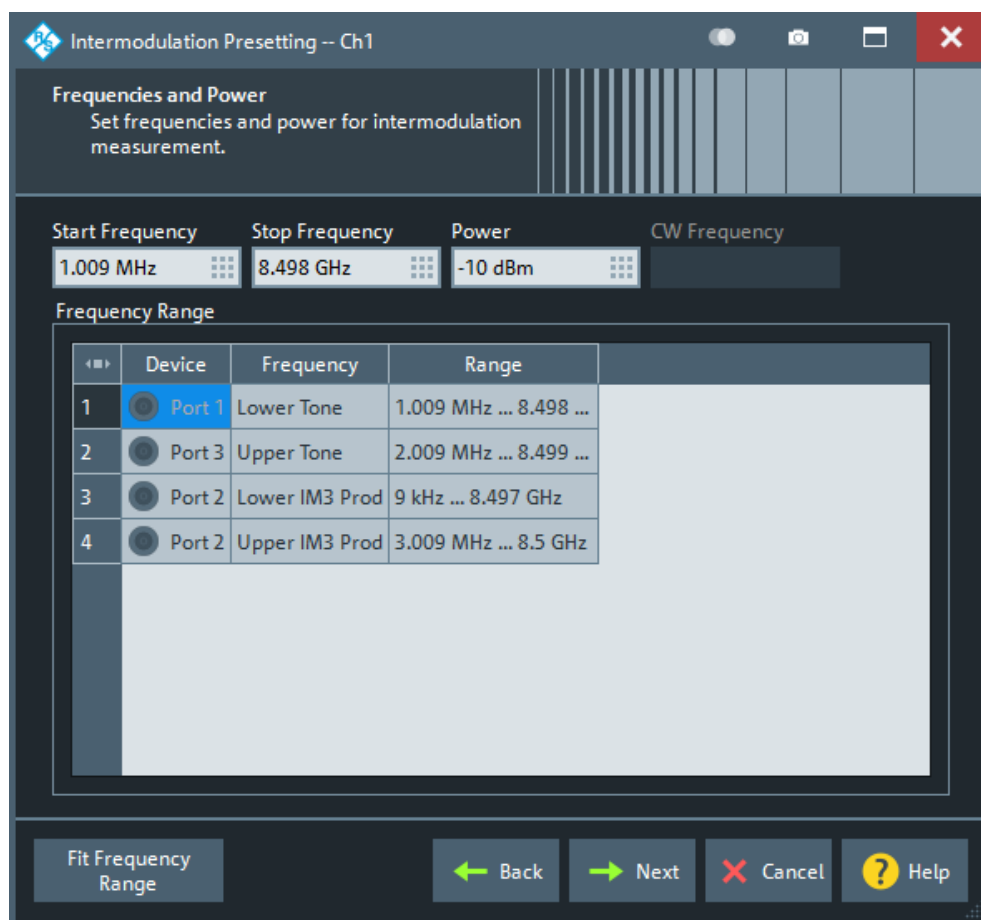 Intermodulation Presetting -- Ch1
Frequencies and Power
Set frequencies and power for intermodulation
measurement.
Start Frequency Stop Frequency Power CW Frequency
1.009 MHz 8.498 GHz -10 dBm
Frequency Range
Device Frequency Range
1 Port 1 Lower Tone 1.009 MHz ... 8.498 ...
2 Port 3 Upper Tone 2.009 MHz ... 8.499 ...
3 Port 2 Lower IM3 Prod 9 kHz ... 8.497 GHz
4 Port 2 Upper IM3 Prod 3.009 MHz ... 8.5 GHz
Fit Frequency
Range
Back Next Cancel ? Help